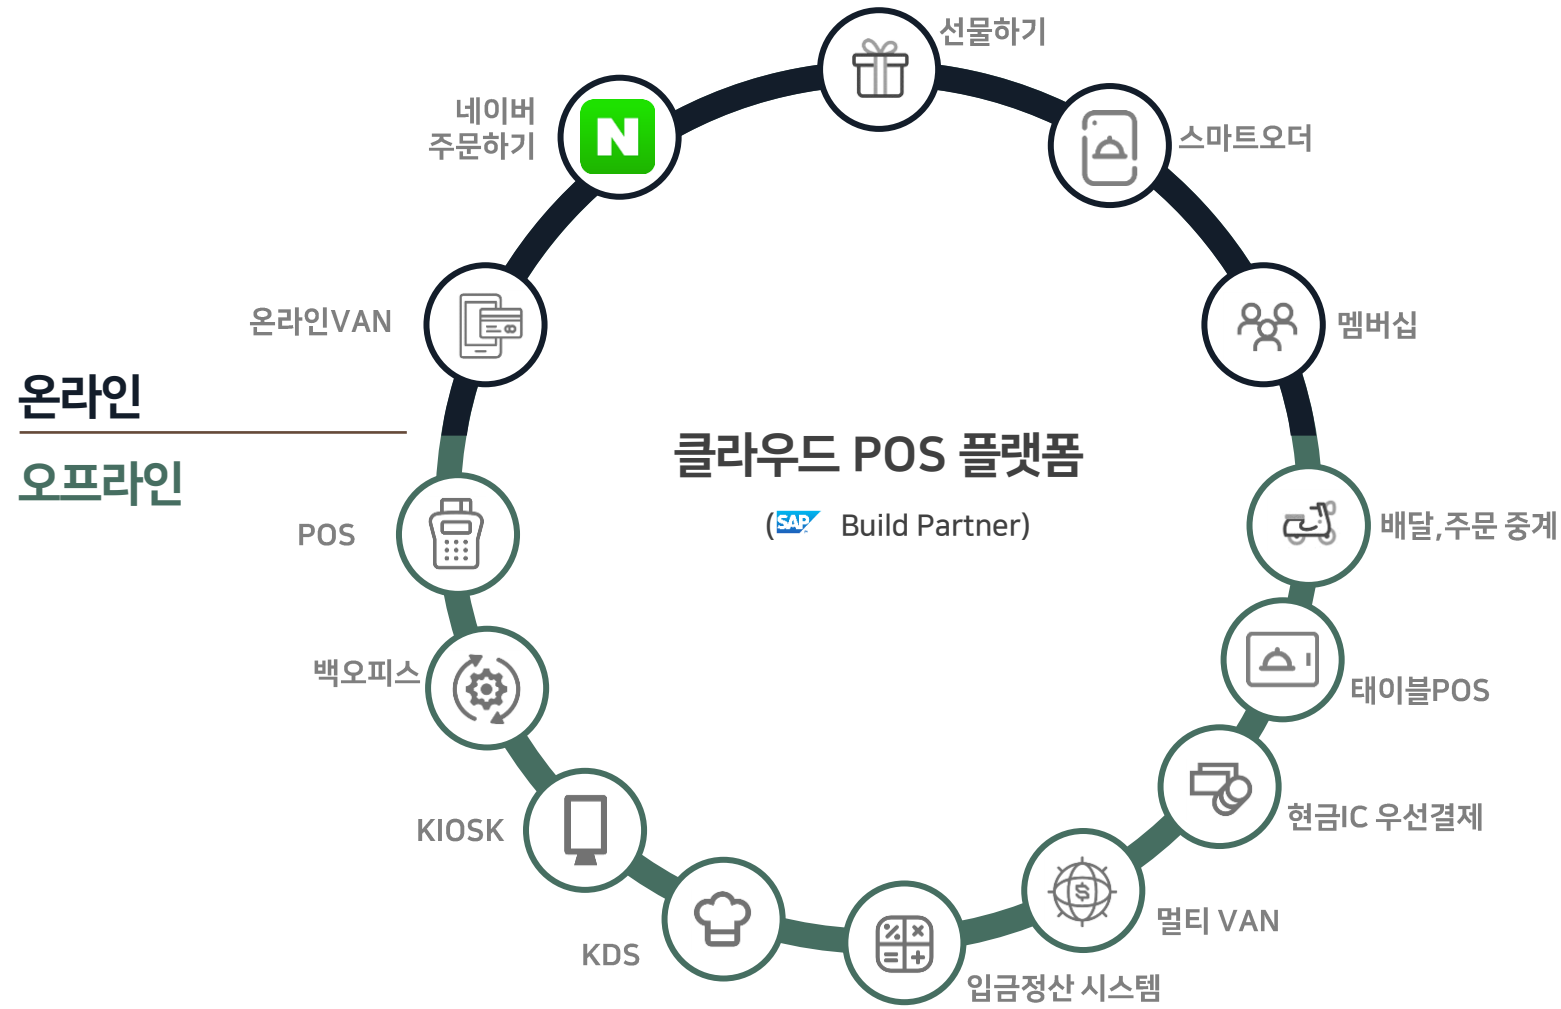 선물하기
네이버
주문하기
N
스마트오더
온라인VAN
멤버십
온라인
오프라인
클라우드 POS 플랫폼
(SAP Build Partner)
POS
배달,주문 중계
백오피스
태이블POS
KIOSK
현금IC 우선결제
KDS
멀티 VAN
입금정산 시스템